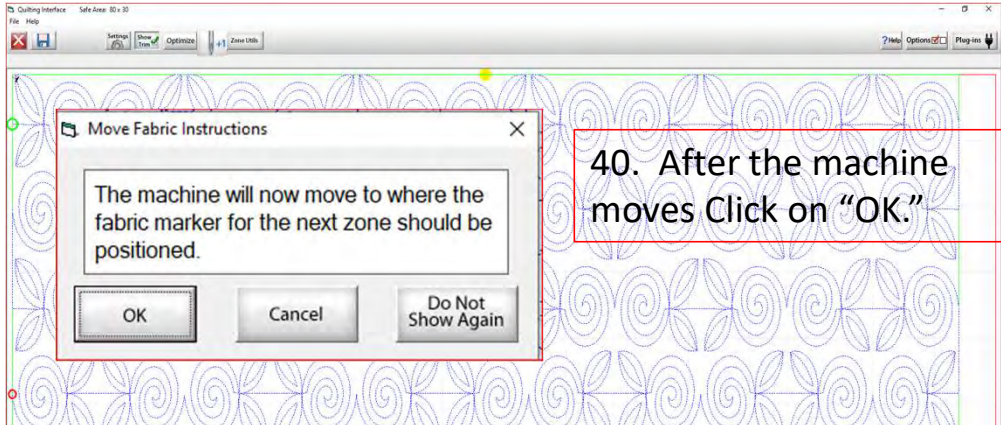 Quilting Interface Safe Area: 80 x 30
File Help
Settings Show Trim Optimize +1 Zone Utils ?Help Options Plug-ins
Move Fabric Instructions
The machine will now move to where the
fabric marker for the next zone should be
positioned.
OK Cancel Do Not
Show Again
40. After the machine
moves Click on “OK.”